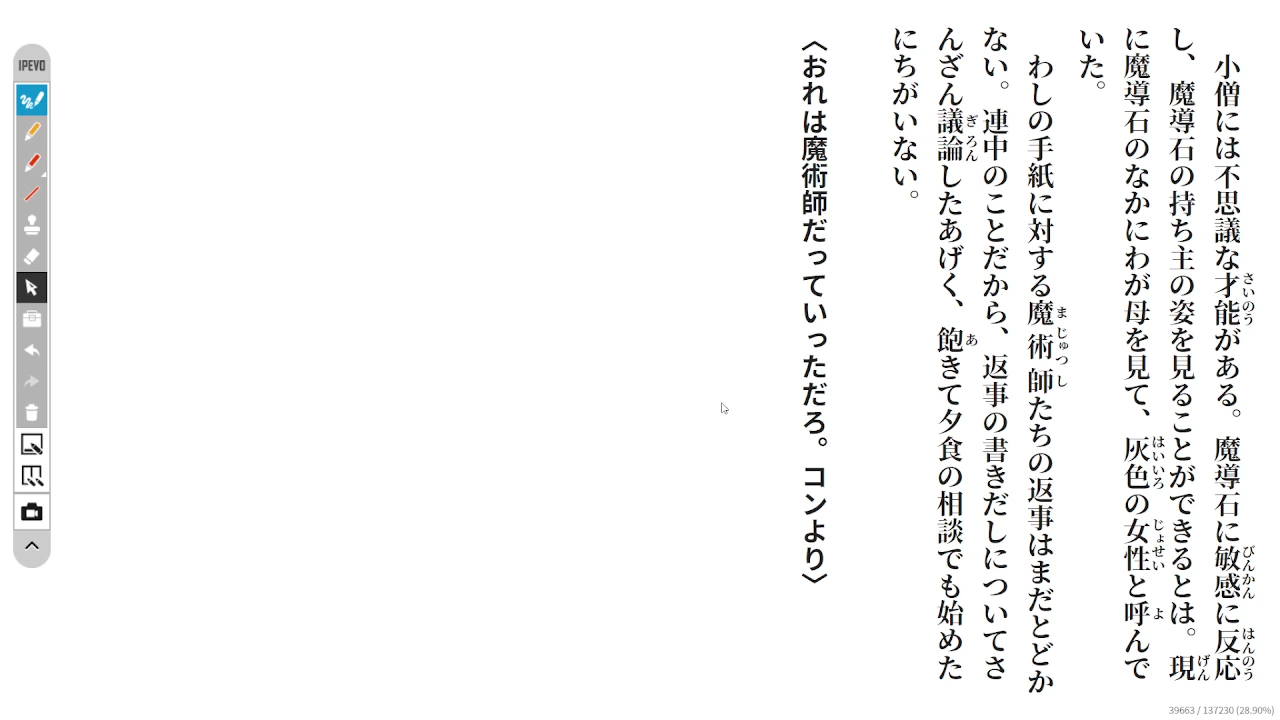 小僧には不思議な才能がある。魔導石に敏感に反応
し、魔導石の持ち主の姿を見ることができるとは。現
に魔導石のなかにわが母を見て、灰色の女性と呼んで
いた。
わしの手紙に対する魔術師たちの返事はまだとどか
ない。連中のことだから、返事の書きだしについてさ
んざん議論したあげく、飽きて夕食の相談でも始めた
にちがいない。
〈おれは魔術師だっていっただろ。コンより〉
IPEVO
39663 / 137230 (28.90%)